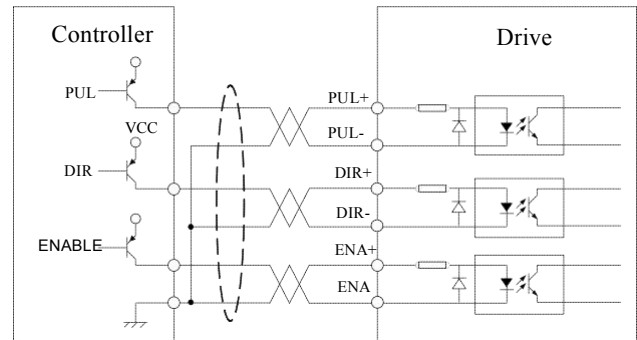 Controller
Drive
PUL
PUL+
PUL-
VCC
DIR
DIR+
DIR-
ENABLE
ENA+
ENA